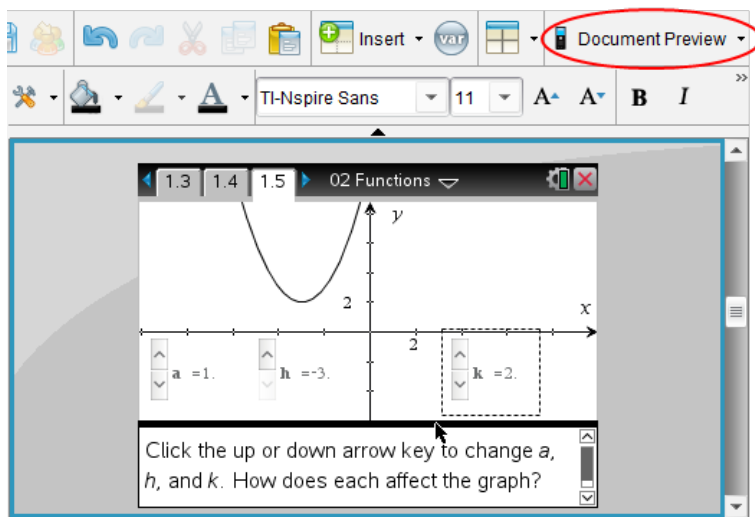 Insert var Document Preview
TI-Nspire Sans 11 A A B I
1.3 1.4 1.5 02 Functions
y
2
x
2
a =1. h =-3. k =2.
Click the up or down arrow key to change a,
h, and k. How does each affect the graph?